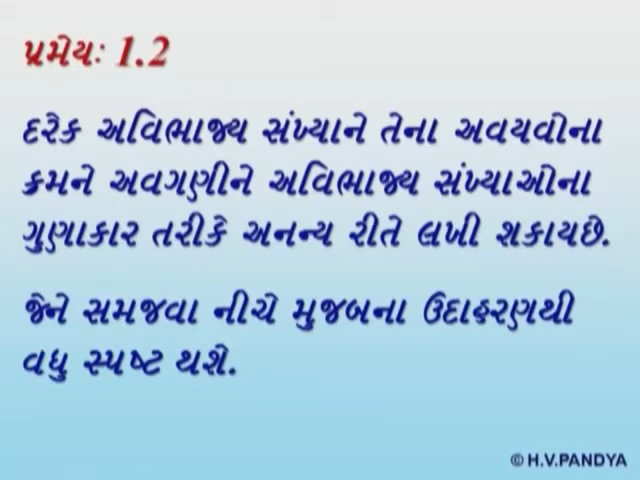 પ્રમેયઃ 1.2
દરેક અવિભાજ્ય સંખ્યાને તેના અવયવોના
ક્રમને અવગણીને અવિભાજ્ય સંખ્યાઓના
ગુણાકાર તરીકે અનન્ય રીતે લખી શકાયછે.
જેને સમજવા નીચે મુજબના ઉદાહરણથી
વધુ સ્પષ્ટ થશે.
© H.V.PANDYA